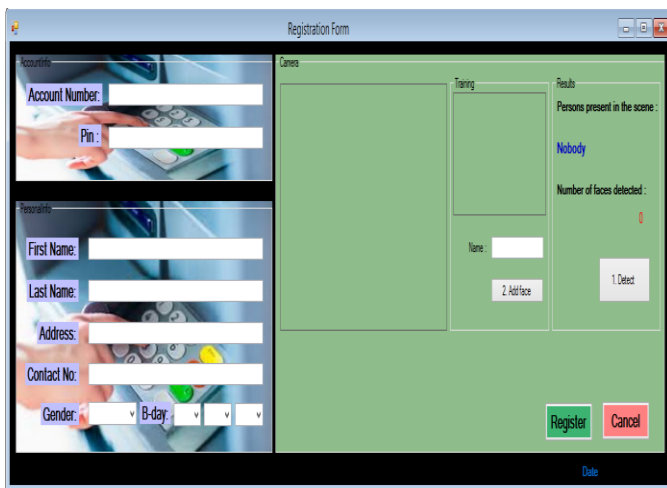 Registration Form
AccountInfo
Account Number:
Pin :
PersonalInfo
First Name:
Last Name:
Address:
Contact No:
Gender:
B-day:
Camera
Training
Name :
2. Add face
Results
Persons present in the scene :
Nobody
Number of faces detected :
0
1. Detect
Register
Cancel
Date